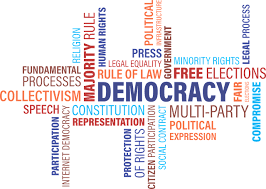 POLITICAL
INFRASTRUCTURE
LEGAL PROCESS
RELIGION
MAJORITY RULE
HUMAN RIGHTS
PRESS
GOVERNMENT
MINORITY RIGHTS
LEGAL EQUALITY
FUNDAMENTAL
PROCESSES
RULE OF LAW
FREE ELECTIONS
COLLECTIVISM
DEMOCRACY
FAIR
ELECTIONS
COMPROMISE
SPEECH
CONSTITUTION
MULTI-PARTY
REPRESENTATION
POLITICAL
EXPRESSION
PARTICIPATION
INTERNET DEMOCRACY
PROTECTION
OF RIGHTS
CITIZEN PARTICIPATION
SOCIAL CONTRACT